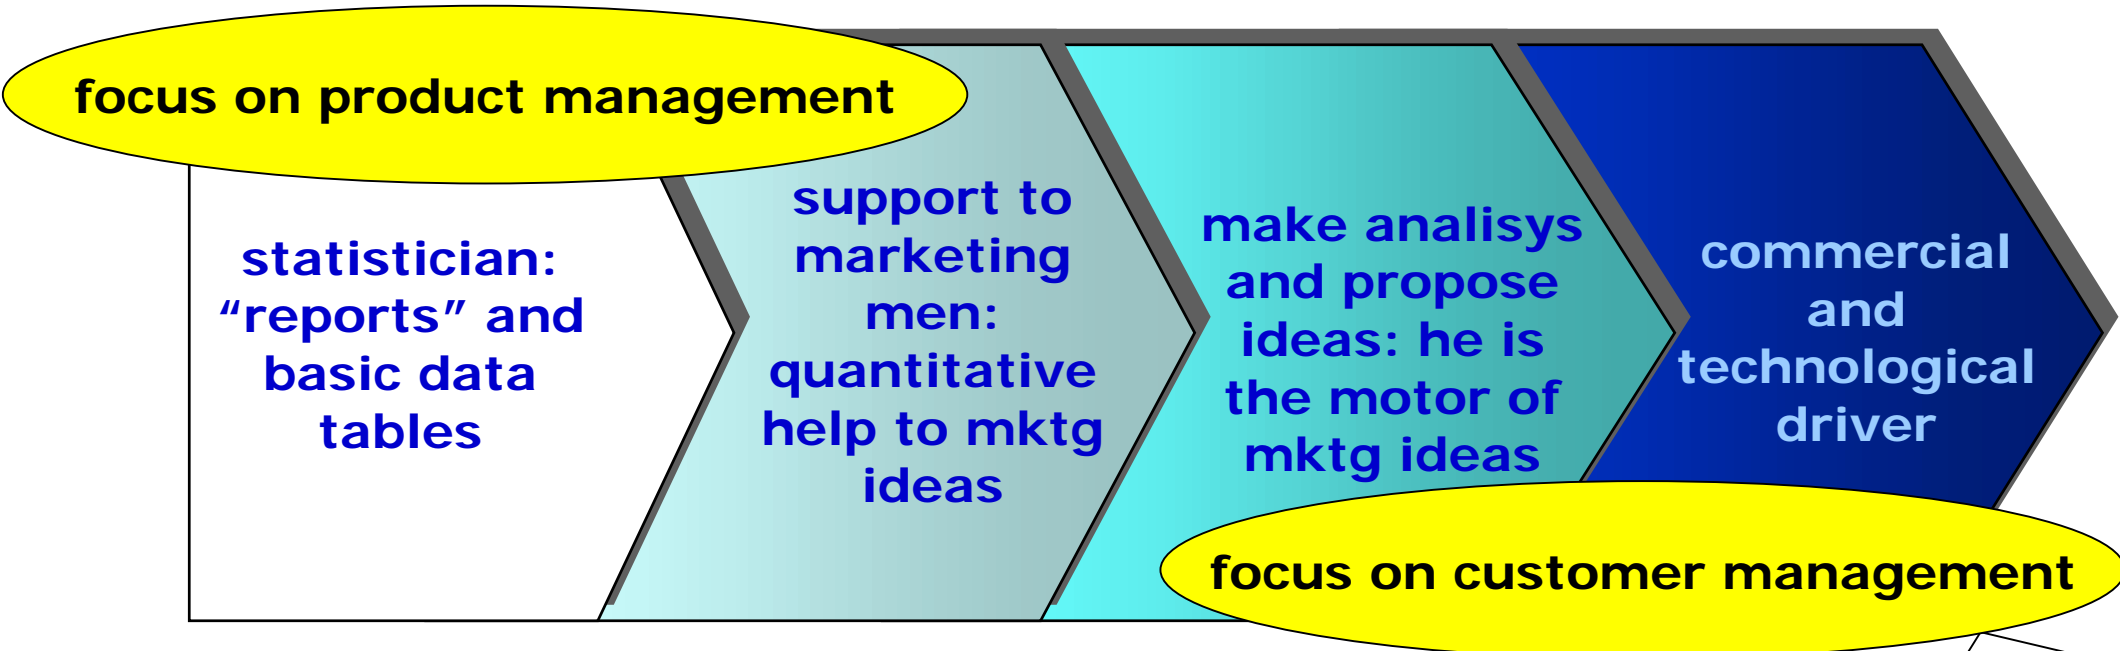 focus on product management
statistician:
“reports” and
basic data
tables
support to
marketing
men:
quantitative
help to mktg
ideas
make analisys
and propose
ideas: he is
the motor of
mktg ideas
commercial
and
technological
driver
focus on customer management